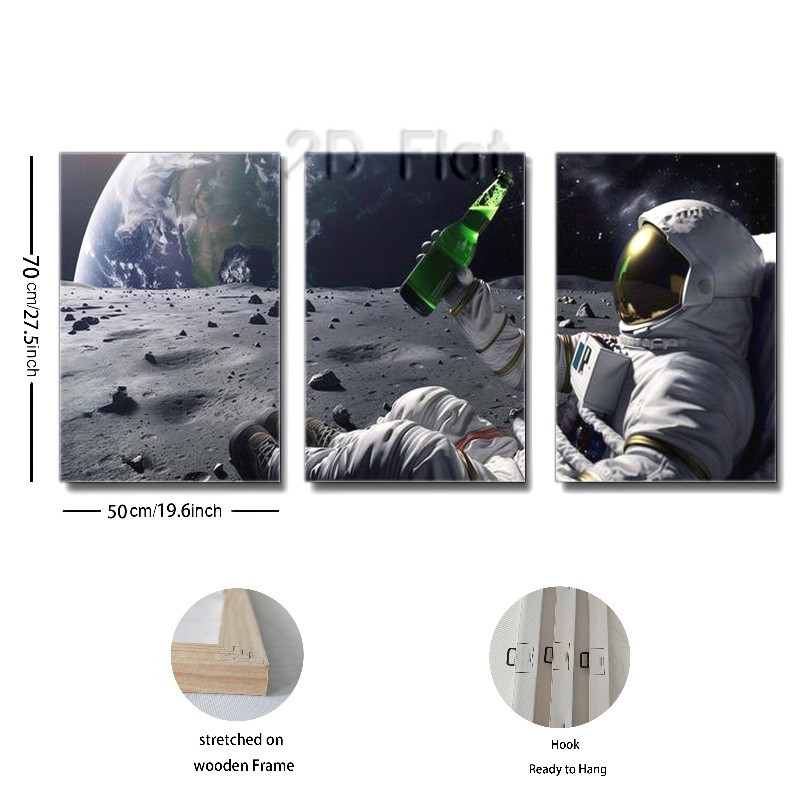 2D Flat
70cm/27.5inch
50cm/19.6inch
stretched on
wooden Frame
Hook
Ready to Hang